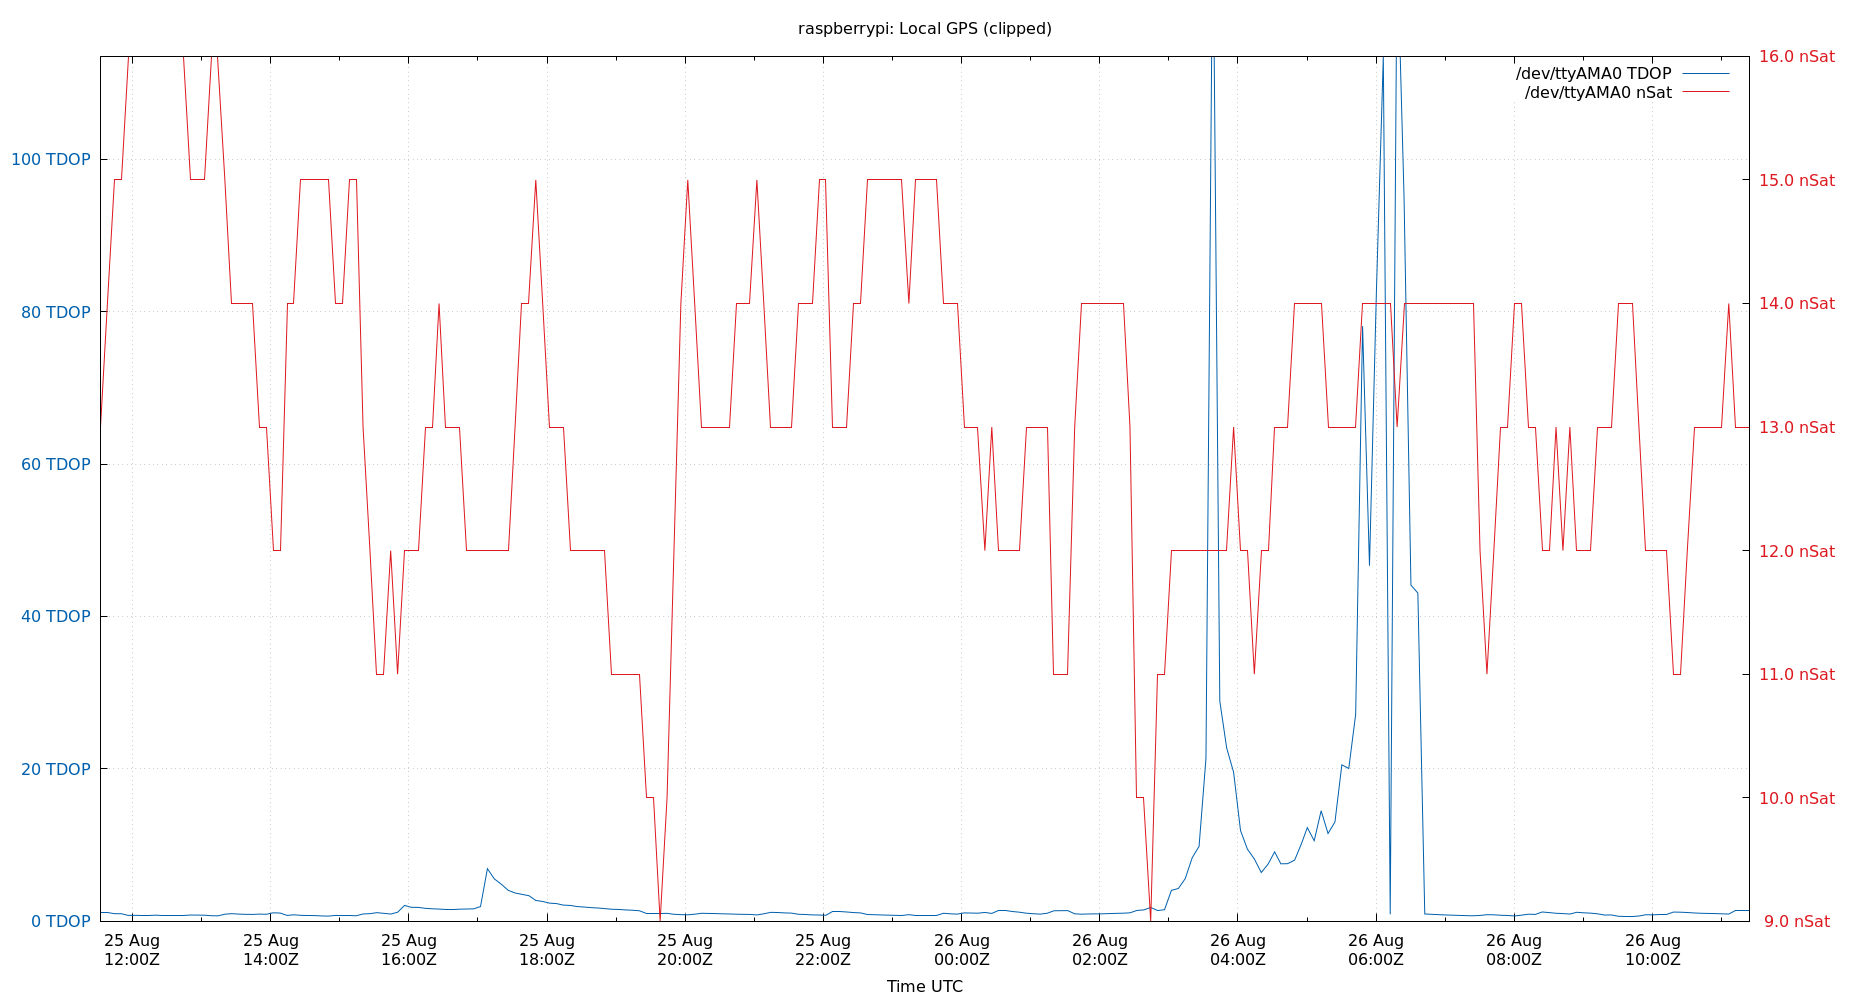 raspberrypi: Local GPS (clipped)
16.0 nSat
/dev/ttyAMA0 TDOP
/dev/ttyAMA0 nSat
100 TDOP
15.0 nSat
80 TDOP
14.0 nSat
13.0 nSat
60 TDOP
12.0 nSat
40 TDOP
11.0 nSat
20 TDOP
10.0 nSat
0 TDOP
9.0 nSat
25 Aug 25 Aug 25 Aug 25 Aug 25 Aug 25 Aug 26 Aug 26 Aug 26 Aug 26 Aug 26 Aug 26 Aug
12:00Z 14:00Z 16:00Z 18:00Z 20:00Z 22:00Z 00:00Z 02:00Z 04:00Z 06:00Z 08:00Z 10:00Z
Time UTC